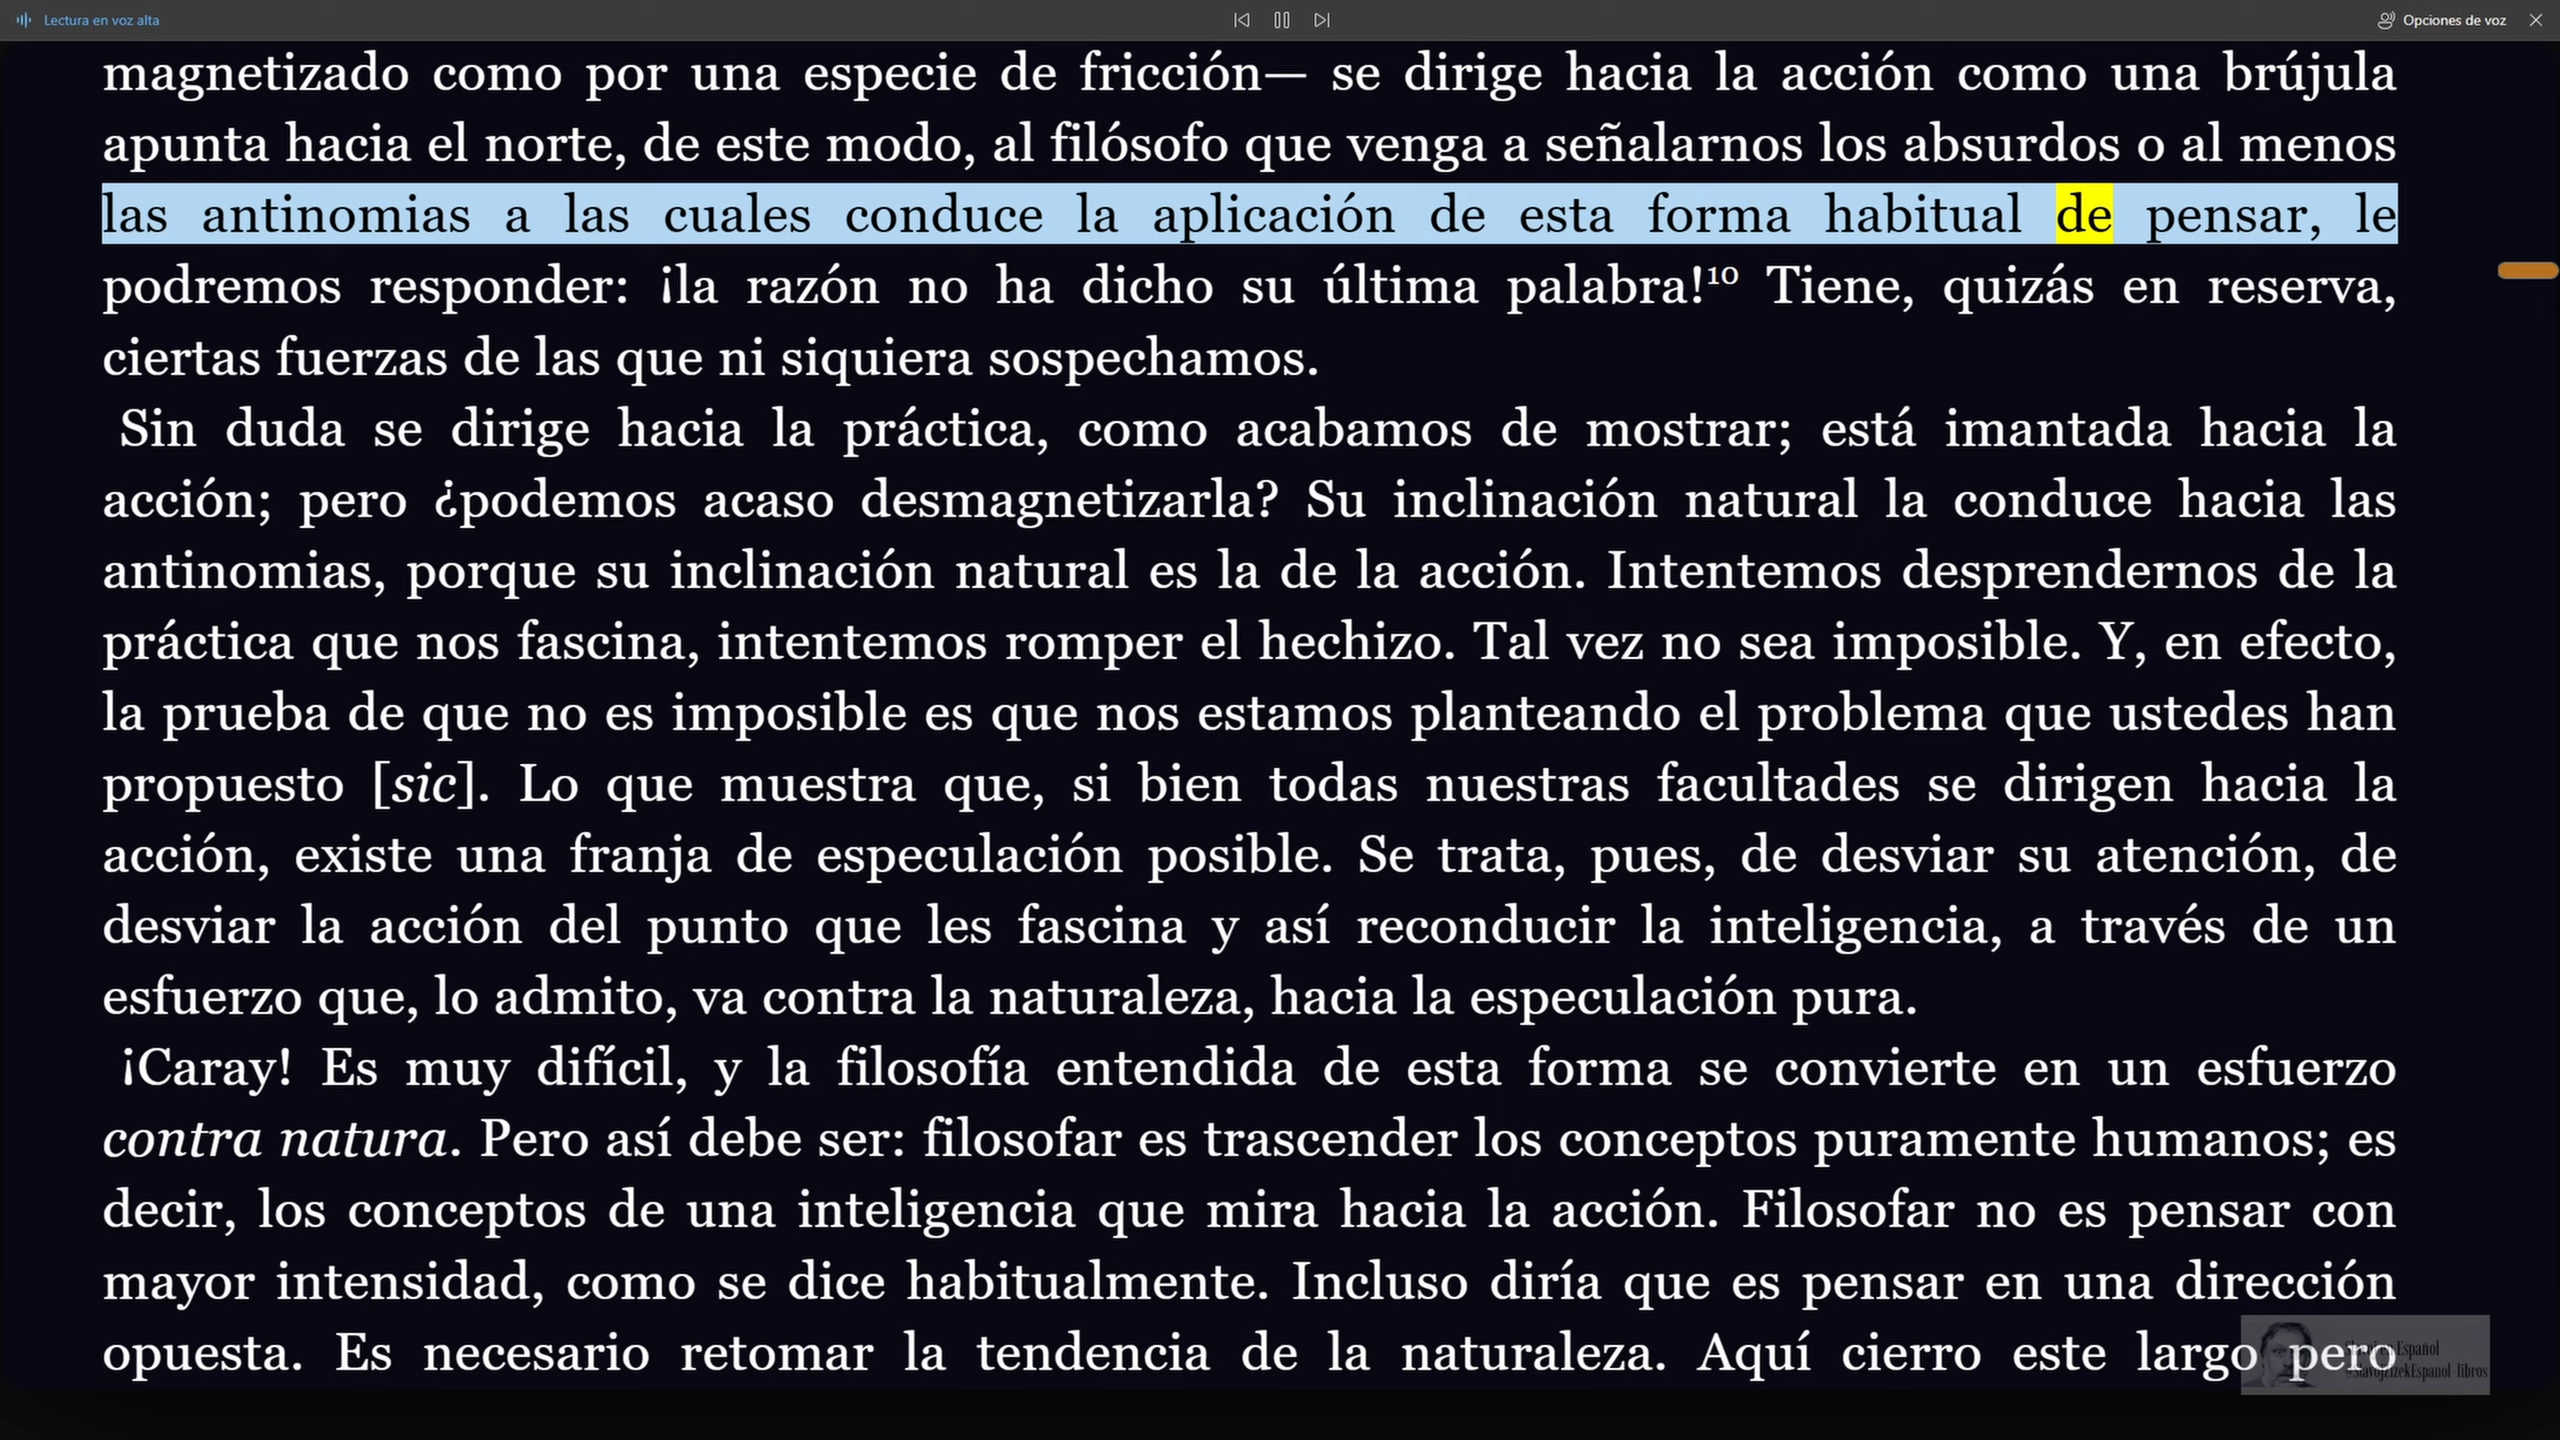 Lectura en voz alta
Opciones de voz
magnetizado como por una especie de fricción— se dirige hacia la acción como una brújula
apunta hacia el norte, de este modo, al filósofo que venga a señalarnos los absurdos o al menos
las antinomias a las cuales conduce la aplicación de esta forma habitual de pensar, le
podremos responder: ¡la razón no ha dicho su última palabra!¹⁰ Tiene, quizás en reserva,
ciertas fuerzas de las que ni siquiera sospechamos.
Sin duda se dirige hacia la práctica, como acabamos de mostrar; está imantada hacia la
acción; pero ¿podemos acaso desmagnetizarla? Su inclinación natural la conduce hacia las
antinomias, porque su inclinación natural es la de la acción. Intentemos desprendernos de la
práctica que nos fascina, intentemos romper el hechizo. Tal vez no sea imposible. Y, en efecto,
la prueba de que no es imposible es que nos estamos planteando el problema que ustedes han
propuesto [sic]. Lo que muestra que, si bien todas nuestras facultades se dirigen hacia la
acción, existe una franja de especulación posible. Se trata, pues, de desviar su atención, de
desviar la acción del punto que les fascina y así reconducir la inteligencia, a través de un
esfuerzo que, lo admito, va contra la naturaleza, hacia la especulación pura.
¡Caray! Es muy difícil, y la filosofía entendida de esta forma se convierte en un esfuerzo
contra natura. Pero así debe ser: filosofar es trascender los conceptos puramente humanos; es
decir, los conceptos de una inteligencia que mira hacia la acción. Filosofar no es pensar con
mayor intensidad, como se dice habitualmente. Incluso diría que es pensar en una dirección
opuesta. Es necesario retomar la tendencia de la naturaleza. Aquí cierro este largo pero
Español